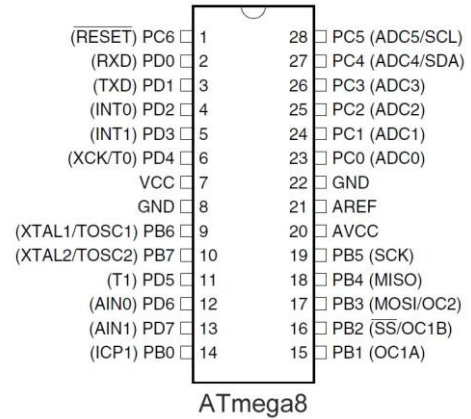 (RESET) PC6 1 28 PC5 (ADC5/SCL)
(RXD) PD0 2 27 PC4 (ADC4/SDA)
(TXD) PD1 3 26 PC3 (ADC3)
(INT0) PD2 4 25 PC2 (ADC2)
(INT1) PD3 5 24 PC1 (ADC1)
(XCK/T0) PD4 6 23 PC0 (ADC0)
VCC 7 22 GND
GND 8 21 AREF
(XTAL1/TOSC1) PB6 9 20 AVCC
(XTAL2/TOSC2) PB7 10 19 PB5 (SCK)
(T1) PD5 11 18 PB4 (MISO)
(AIN0) PD6 12 17 PB3 (MOSI/OC2)
(AIN1) PD7 13 16 PB2 (SS/OC1B)
(ICP1) PB0 14 15 PB1 (OC1A)
ATmega8